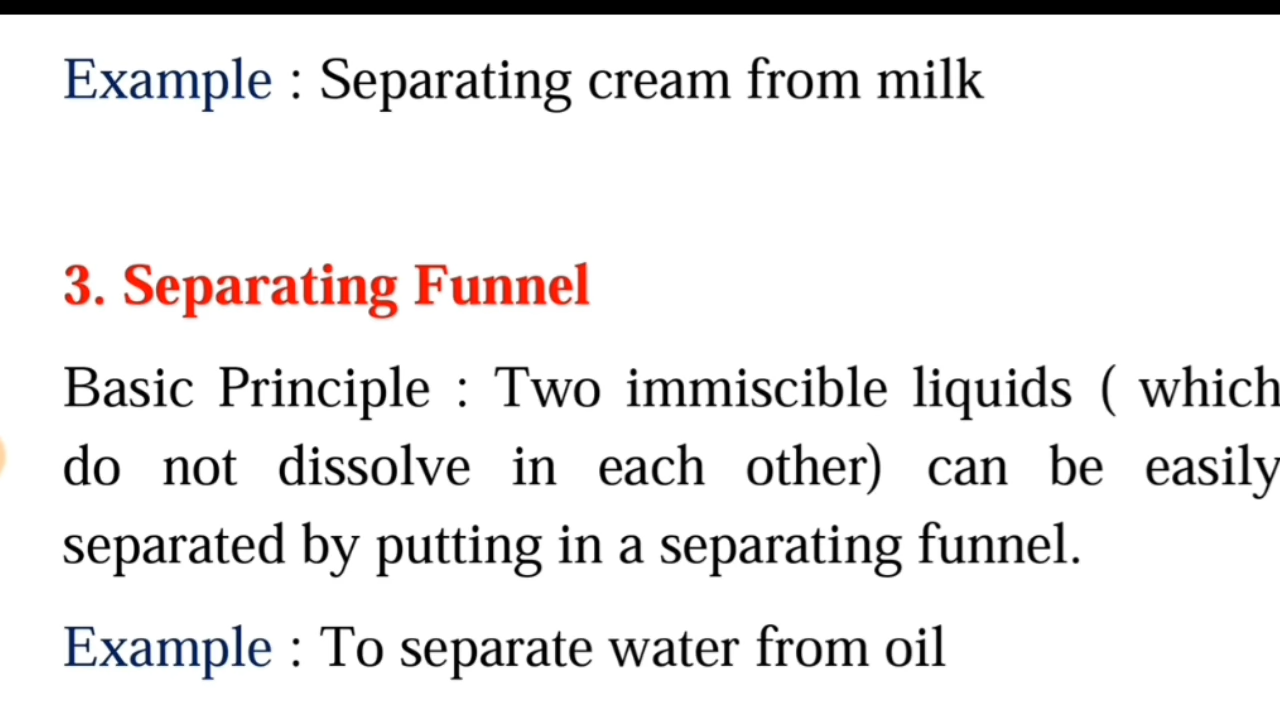 Example : Separating cream from milk
3. Separating Funnel
Basic Principle : Two immiscible liquids ( which
do not dissolve in each other) can be easily
separated by putting in a separating funnel.
Example : To separate water from oil